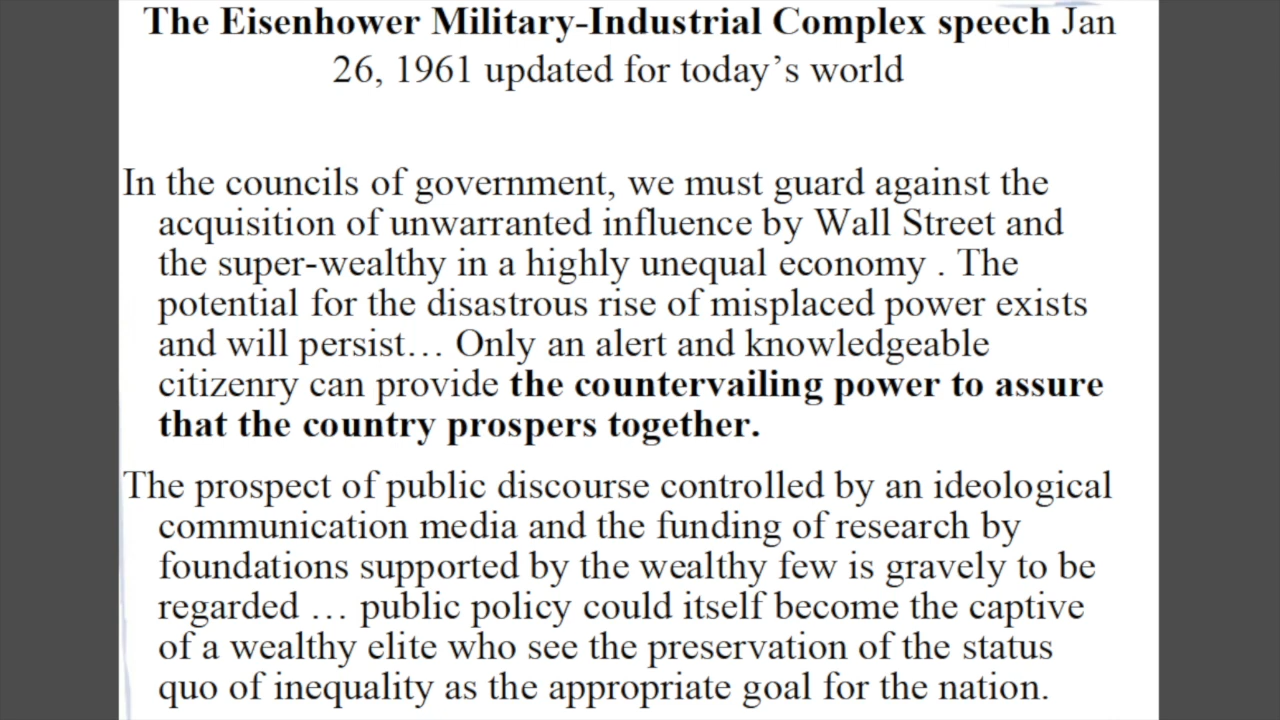 The Eisenhower Military-Industrial Complex speech Jan
26, 1961 updated for today’s world
In the councils of government, we must guard against the
acquisition of unwarranted influence by Wall Street and
the super-wealthy in a highly unequal economy . The
potential for the disastrous rise of misplaced power exists
and will persist… Only an alert and knowledgeable
citizenry can provide the countervailing power to assure
that the country prospers together.
The prospect of public discourse controlled by an ideological
communication media and the funding of research by
foundations supported by the wealthy few is gravely to be
regarded … public policy could itself become the captive
of a wealthy elite who see the preservation of the status
quo of inequality as the appropriate goal for the nation.